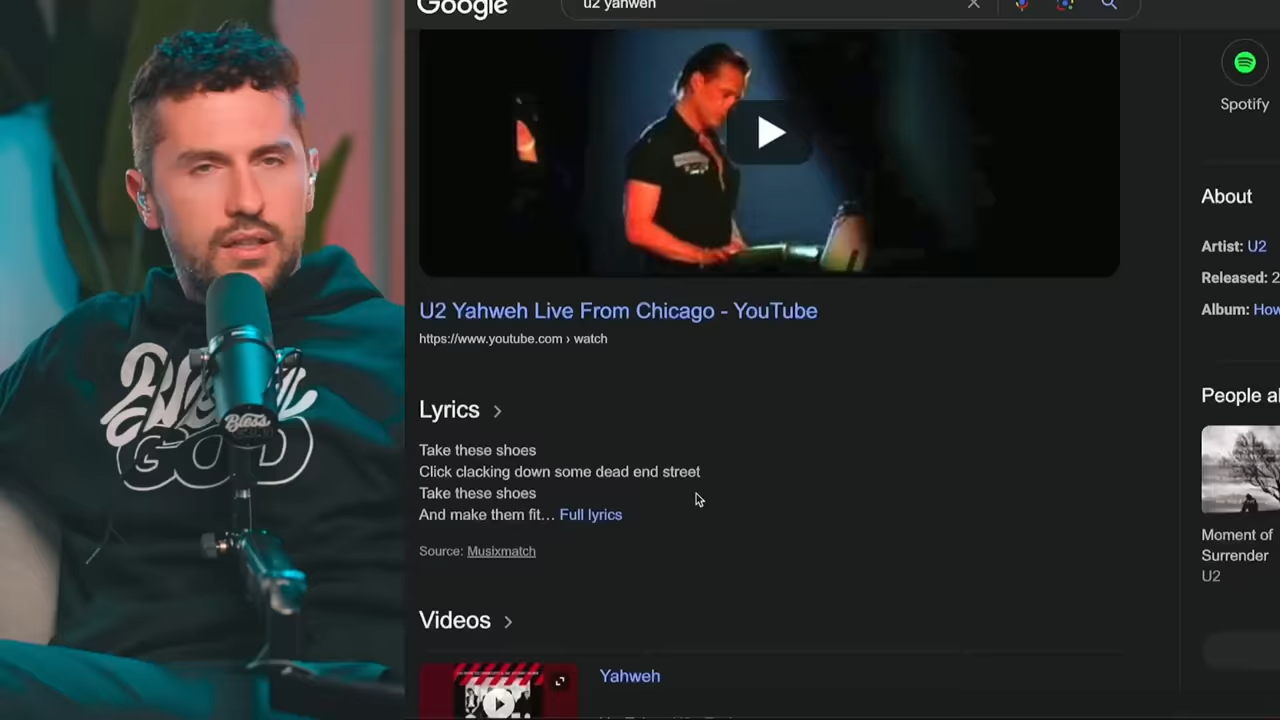 Google
u2 yahweh
Spotify
U2 Yahweh Live From Chicago - YouTube
https://www.youtube.com › watch
Lyrics
Take these shoes
Click clacking down some dead end street
Take these shoes
And make them fit… Full lyrics
Source: Musixmatch
Videos
Yahweh
About
Artist: U2
Released: 2
Album: How
People al
Moment of
Surrender
U2
GOD
Bless